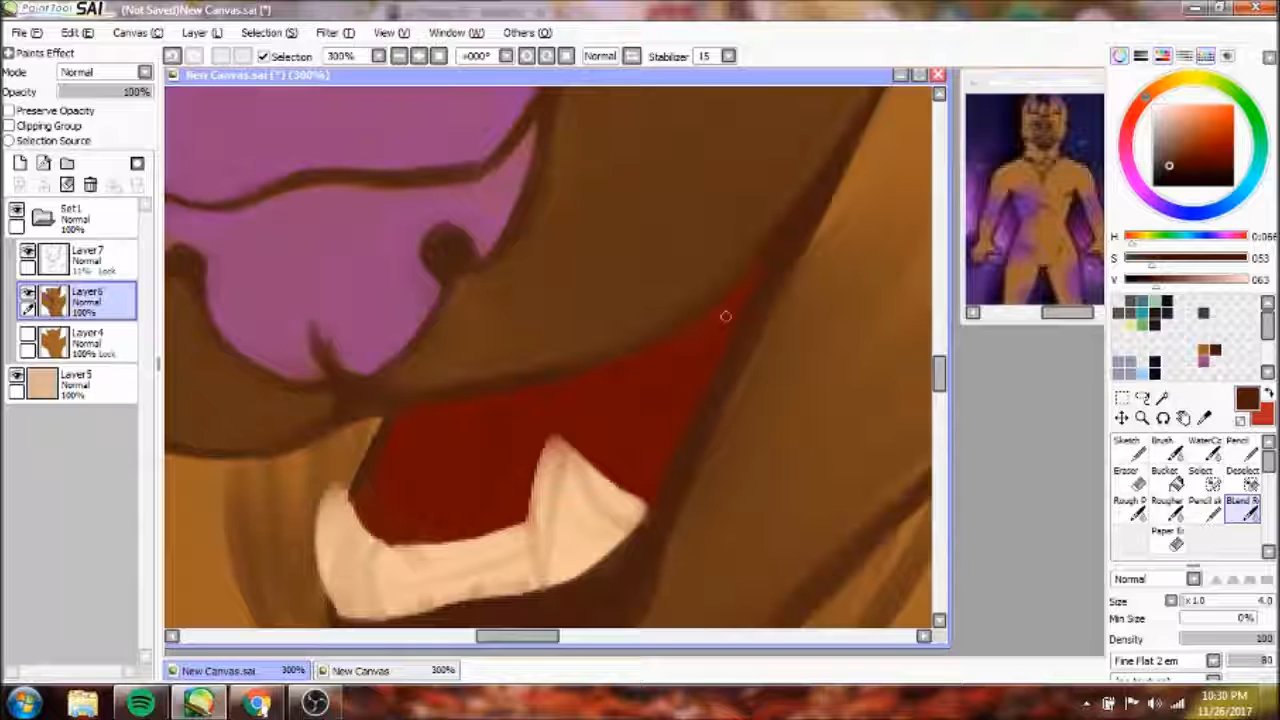 PaintTool SAI (Not Saved)New Canvas.sai (*)
File (F) Edit (E) Canvas (C) Layer (L) Selection (S) Filter (T) View (V) Window (W) Others (O)
Paints Effect
Selection 300% +000° Normal Stabilizer 15
Mode Normal
Opacity 100%
Preserve Opacity
Clipping Group
Selection Source
New Canvas.sai (*) (300%)
Set1
Normal
100%
Layer7
Normal
11% Lock
Layer6
Normal
100%
Layer4
Normal
100% Lock
Layer5
Normal
100%
H
S 053
V 063
Sketch Brush Pencil
Eraser Bucket Select Deselect
Rough P Rougher Pencil sk BLend R
Paper E
Normal
Size x 1.0 4.0
Min Size 0%
Density 100
Fine Flat 2 em 80
New Canvas.sai 300% New Canvas 300%
10:30 PM
11/26/2017